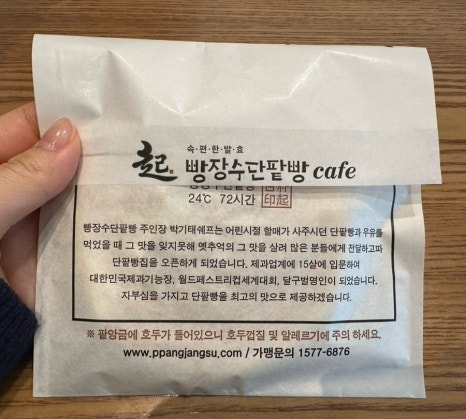 속·편·한·발·효
起 빵장수단팥빵 cafe
24℃ 72시간
빵장수단팥빵 주인장 박기태쉐프는 어린시절 할매가 사주시던 단팥빵과 우유를
먹었을 때 그 맛을 잊지못해 옛추억의 그 맛을 살려 많은 분들에게 전달하고파
단팥빵집을 오픈하게 되었습니다. 제과업계에 15살에 입문하여
대한민국제과기능장, 월드페스트리컵세계대회, 달구벌명인이 되었습니다.
자부심을 가지고 단팥빵을 최고의 맛으로 제공하겠습니다.
※ 팥앙금에 호두가 들어있으니 호두껍질 및 알레르기에 주의 하세요.
www.ppangjangsu.com / 가맹문의 1577-6876